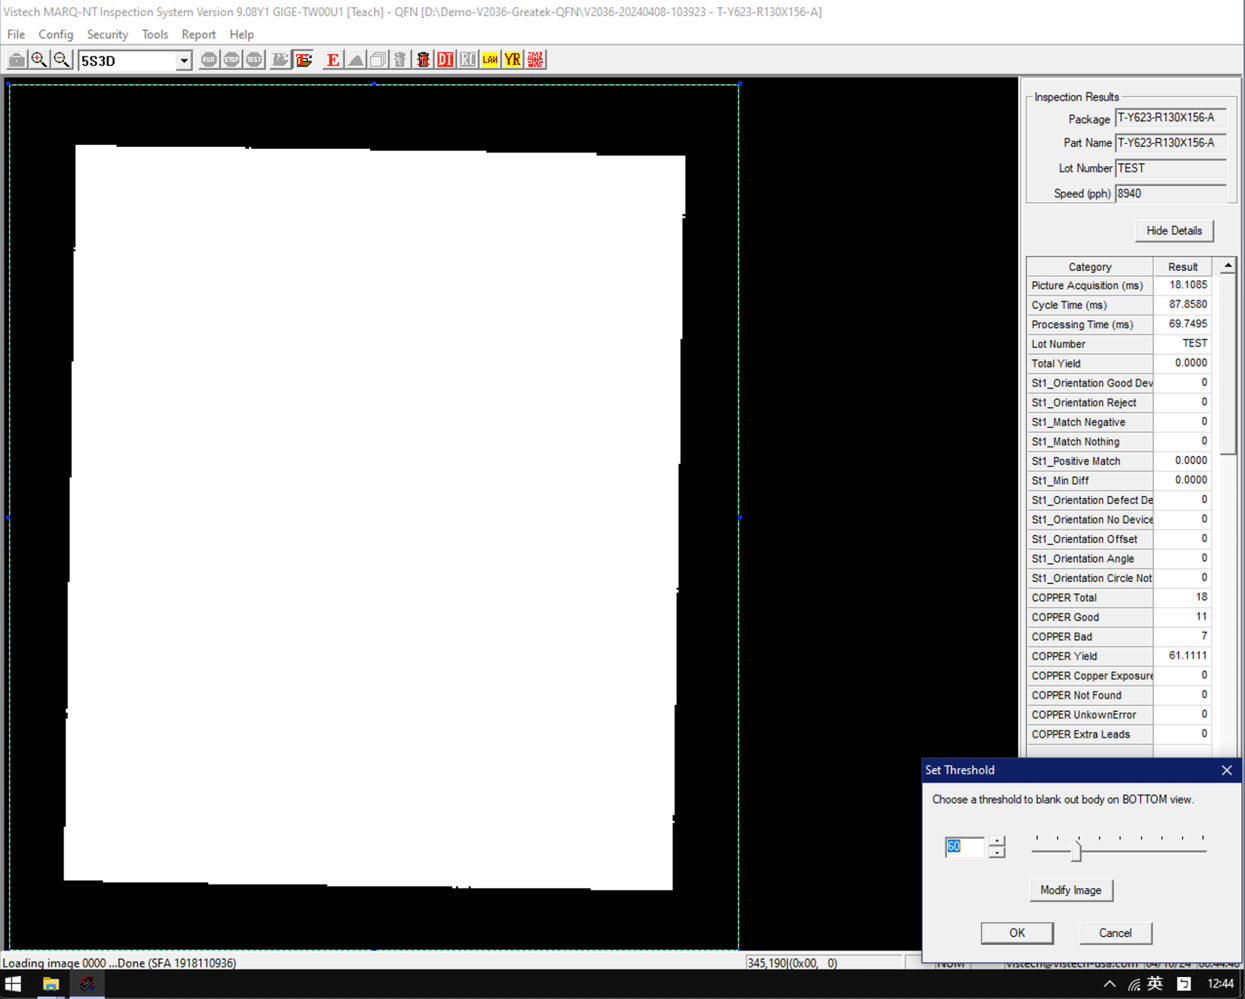 Vistech MARQ-NT Inspection System Version 9.08Y1 GIGE-TW00U1 [Teach] - QFN [D:\Demo-V2036-Greatek-QFN\V2036-20240408-103923 - T-Y623-R130X156-A]
File Config Security Tools Report Help
5S3D RUN STOP TEST E DI RC LAW YR
Inspection Results
Package T-Y623-R130X156-A
Part Name T-Y623-R130X156-A
Lot Number TEST
Speed (pph) 8940
Hide Details
Category Result
Picture Acquisition (ms) 18.1085
Cycle Time (ms) 87.8580
Processing Time (ms) 69.7495
Lot Number TEST
Total Yield 0.0000
St1_Orientation Good Dev 0
St1_Orientation Reject 0
St1_Match Negative 0
St1_Match Nothing 0
St1_Positive Match 0.0000
St1_Min Diff 0.0000
St1_Orientation Defect De 0
St1_Orientation No Device 0
St1_Orientation Offset 0
St1_Orientation Angle 0
St1_Orientation Circle Not 0
COPPER Total 18
COPPER Good 11
COPPER Bad 7
COPPER Yield 61.1111
COPPER Copper Exposure 0
COPPER Not Found 0
COPPER UnkownError 0
COPPER Extra Leads 0
Set Threshold
Choose a threshold to blank out body on BOTTOM view.
60
Modify Image
OK Cancel
Loading image 0000 ...Done (SFA 1918110936) 345,190|(0x00, 0) NUM vistech@vistech-usa.com 04/10/24
英 12:44